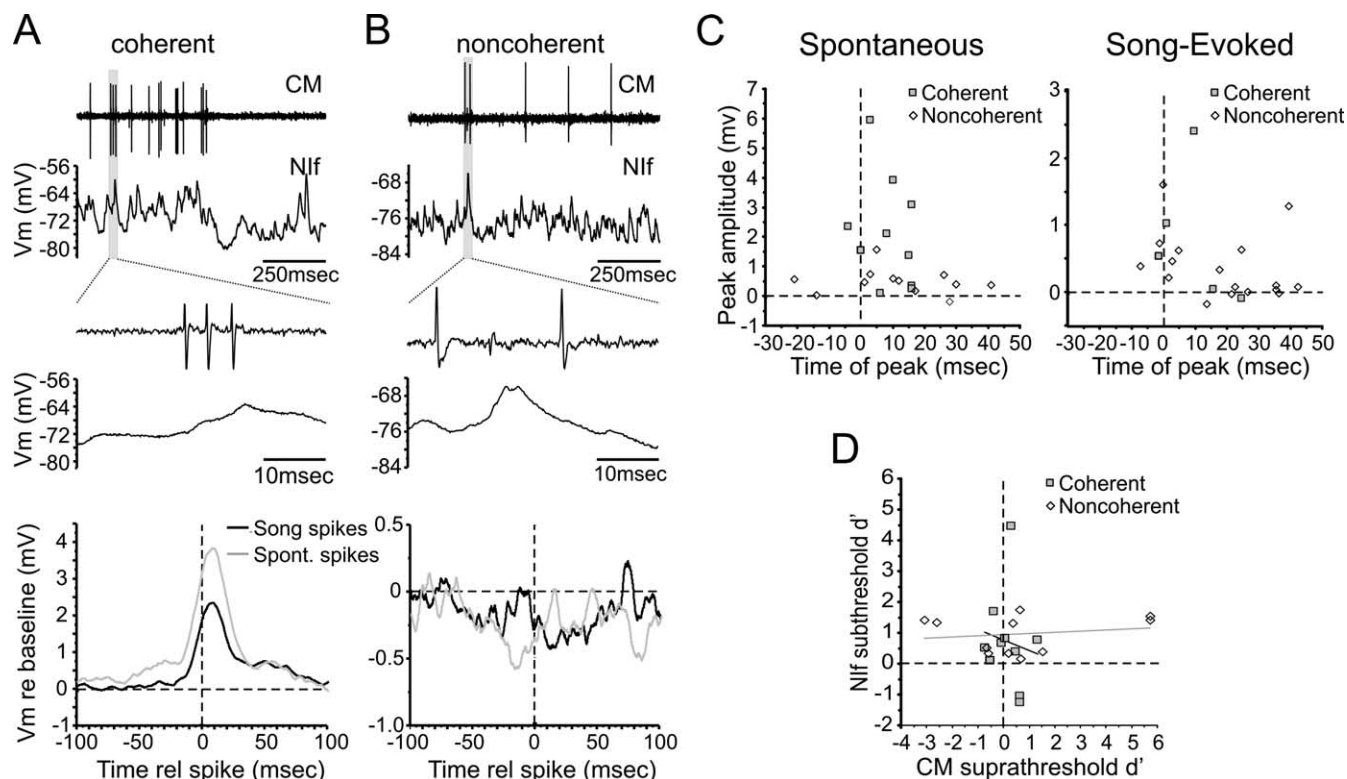 A
coherent
CM
NIf
Vm (mV)
-56
-64
-72
-80
250msec
Vm (mV)
-56
-64
-72
-80
10msec
Vm re baseline (mV)
4
3
2
1
0
-1
Song spikes
Spont. spikes
-100
-50
0
50
100
Time rel spike (msec)
B
noncoherent
CM
NIf
-68
-76
-84
250msec
-68
-76
-84
10msec
0.5
0
-0.5
-1.0
-100
-50
0
50
100
Time rel spike (msec)
C
Spontaneous
Coherent
Noncoherent
Peak amplitude (mv)
7
6
5
4
3
2
1
0
-1
-30
-20
-10
0
10
20
30
40
50
Time of peak (msec)
Song-Evoked
Coherent
Noncoherent
3
2
1
0
-30
-20
-10
0
10
20
30
40
50
Time of peak (msec)
D
Coherent
Noncoherent
NIf subthreshold d'
6
5
4
3
2
1
0
-1
-2
-4
-3
-2
-1
0
1
2
3
4
5
6
CM suprathreshold d'